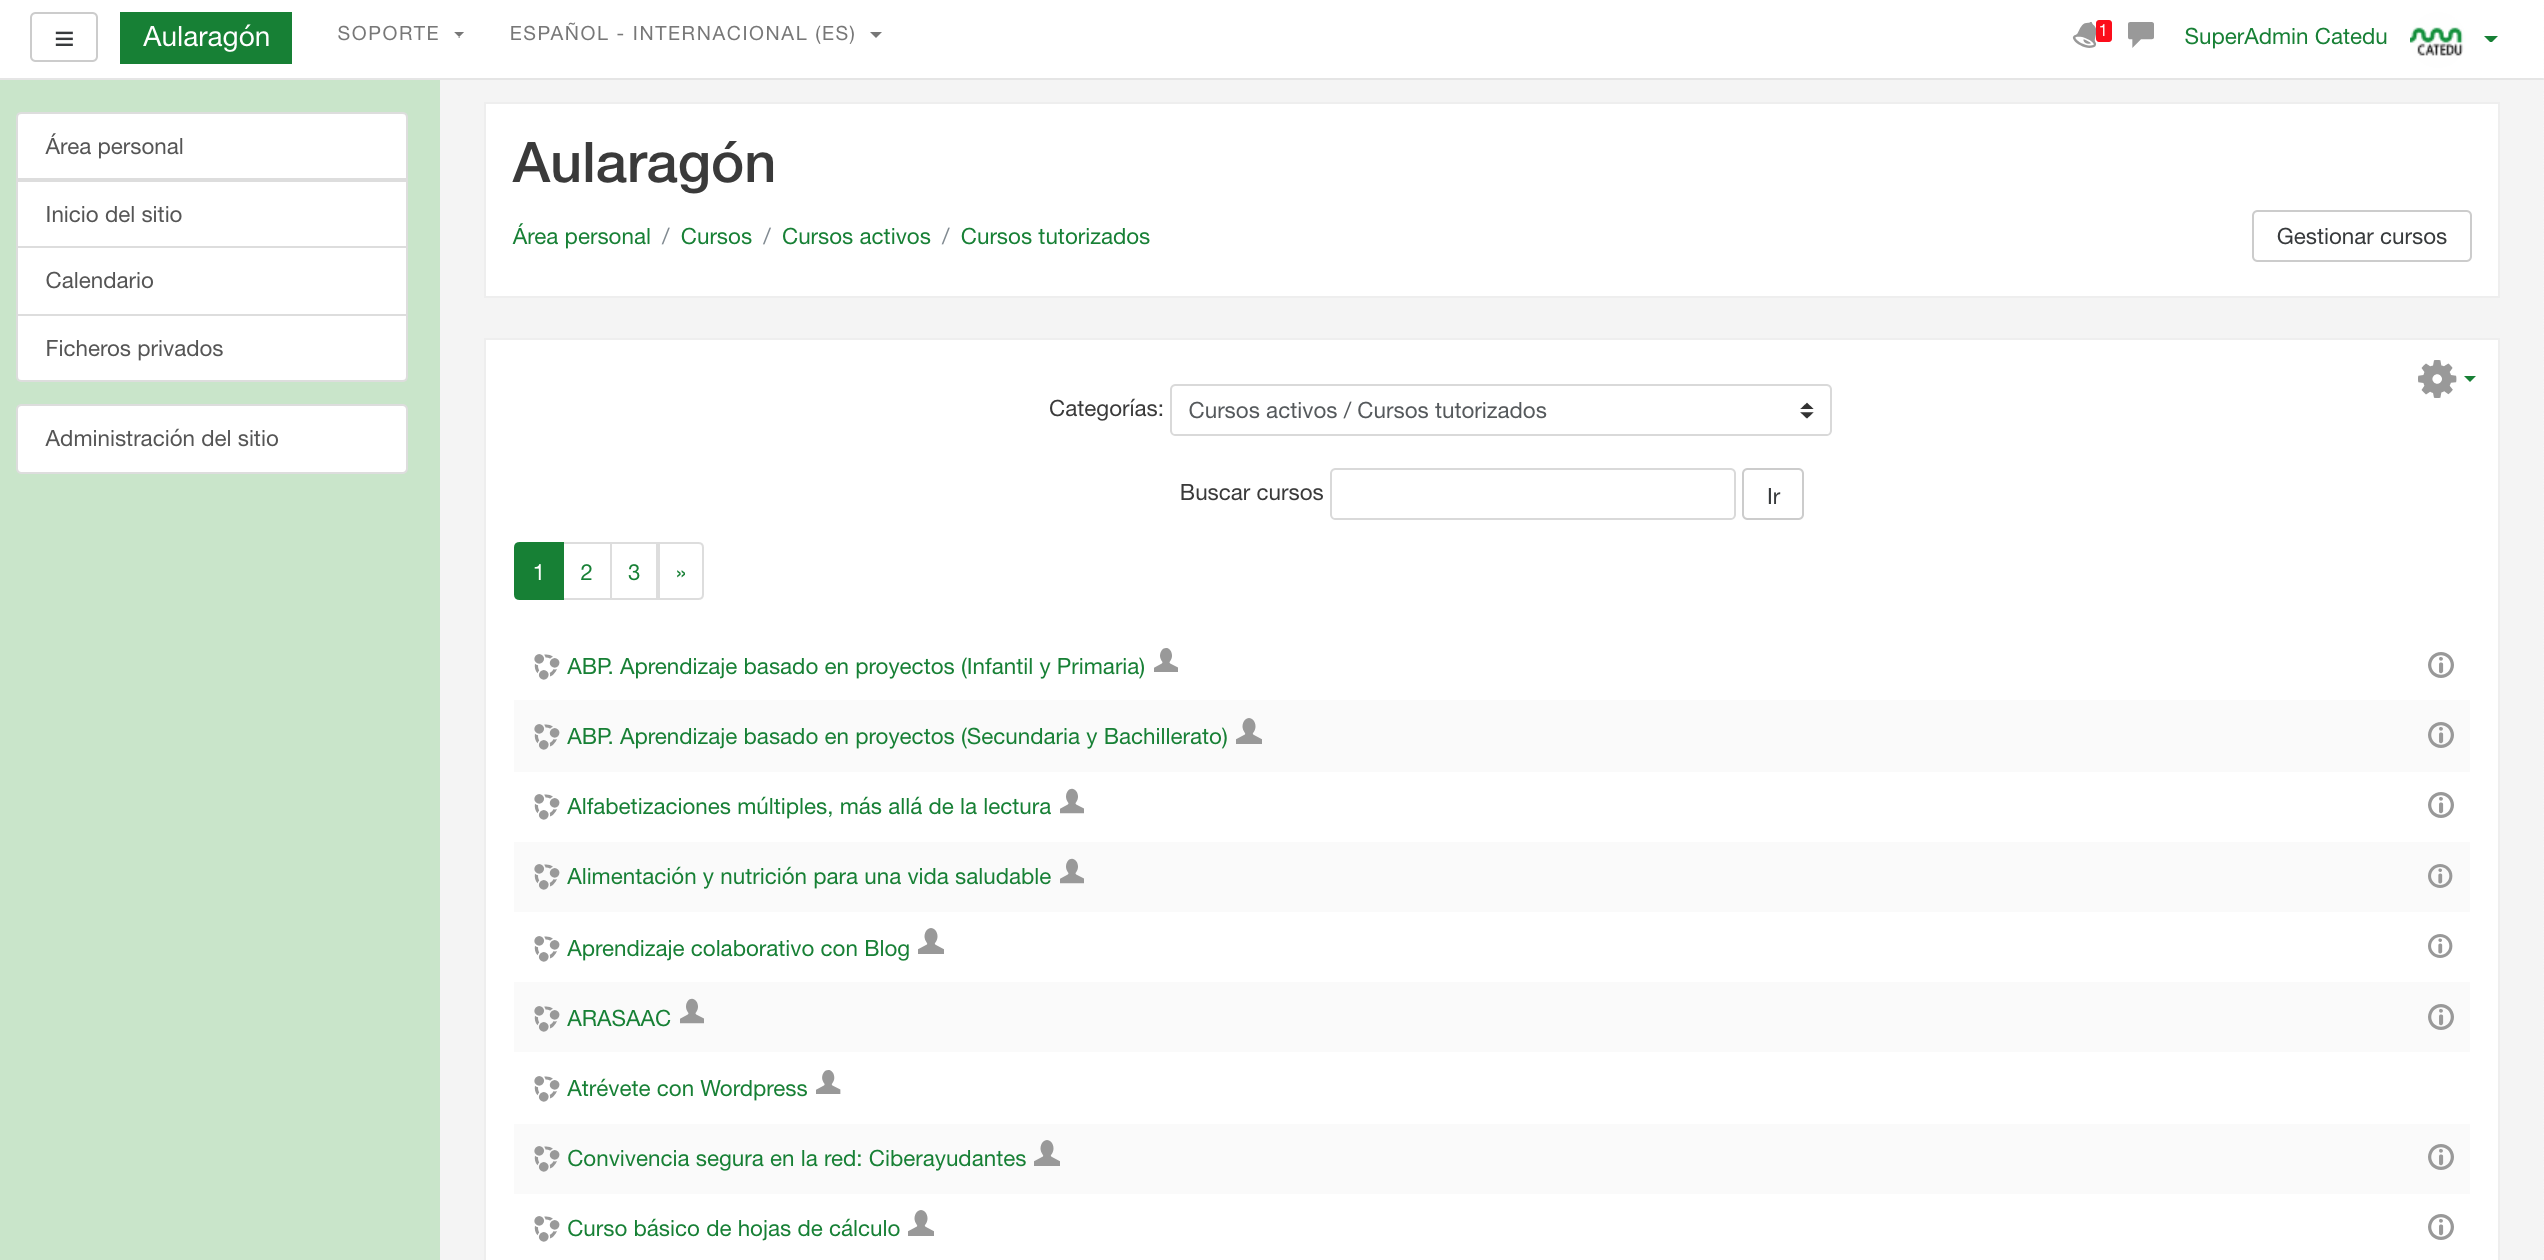 Aularagón
SOPORTE
ESPAÑOL - INTERNACIONAL (ES)
1
SuperAdmin Catedu
CATEDU
Área personal
Inicio del sitio
Calendario
Ficheros privados
Administración del sitio
Aularagón
Área personal / Cursos / Cursos activos / Cursos tutorizados
Gestionar cursos
Categorías: Cursos activos / Cursos tutorizados
Buscar cursos
Ir
1 2 3 »
ABP. Aprendizaje basado en proyectos (Infantil y Primaria)
ABP. Aprendizaje basado en proyectos (Secundaria y Bachillerato)
Alfabetizaciones múltiples, más allá de la lectura
Alimentación y nutrición para una vida saludable
Aprendizaje colaborativo con Blog
ARASAAC
Atrévete con Wordpress
Convivencia segura en la red: Ciberayudantes
Curso básico de hojas de cálculo